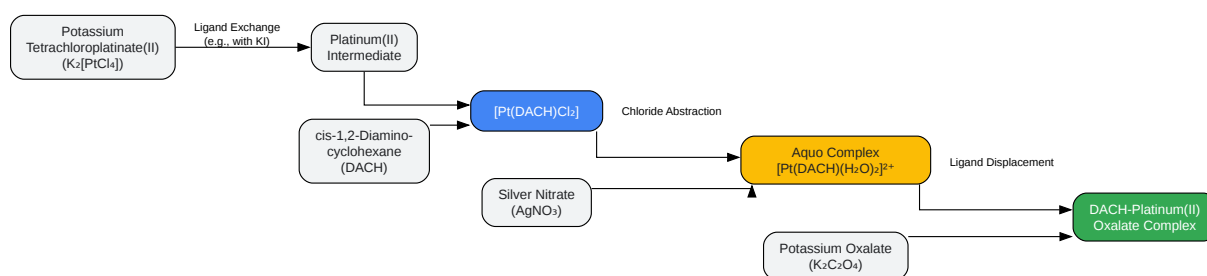 Potassium
Tetrachloroplatinate(II)
(K₂[PtCl₄])
Ligand Exchange
(e.g., with KI)
Platinum(II)
Intermediate
cis-1,2-Diamino-
cyclohexane
(DACH)
[Pt(DACH)Cl₂]
Chloride Abstraction
Silver Nitrate
(AgNO₃)
Aquo Complex
[Pt(DACH)(H₂O)₂]²⁺
Ligand Displacement
Potassium Oxalate
(K₂C₂O₄)
DACH-Platinum(II)
Oxalate Complex